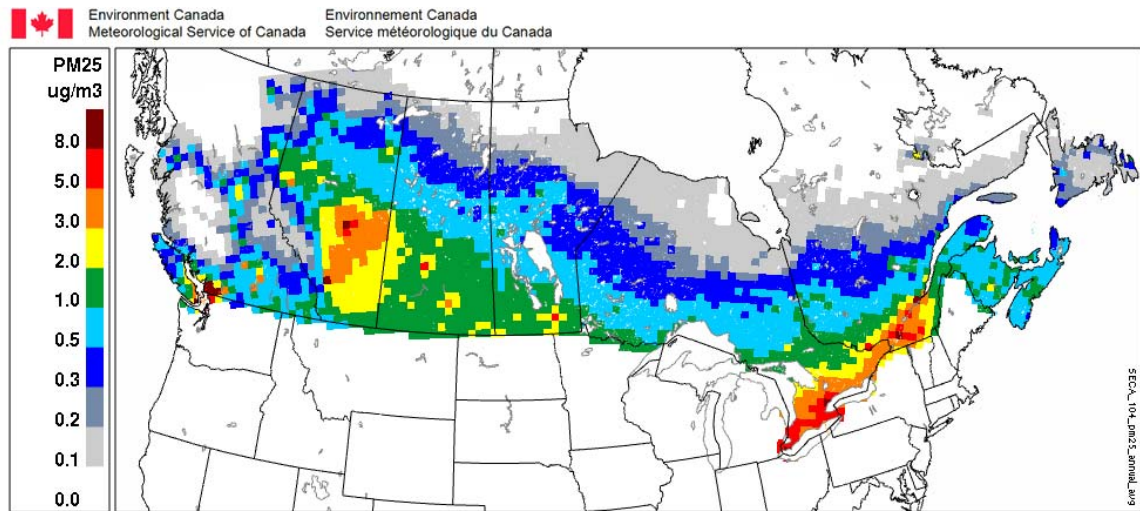 Environment Canada
Meteorological Service of Canada
Environnement Canada
Service météorologique du Canada
PM25
ug/m3
8.0
5.0
3.0
2.0
1.0
0.5
0.3
0.2
0.1
0.0
SECA_104_pm25_annual_avg